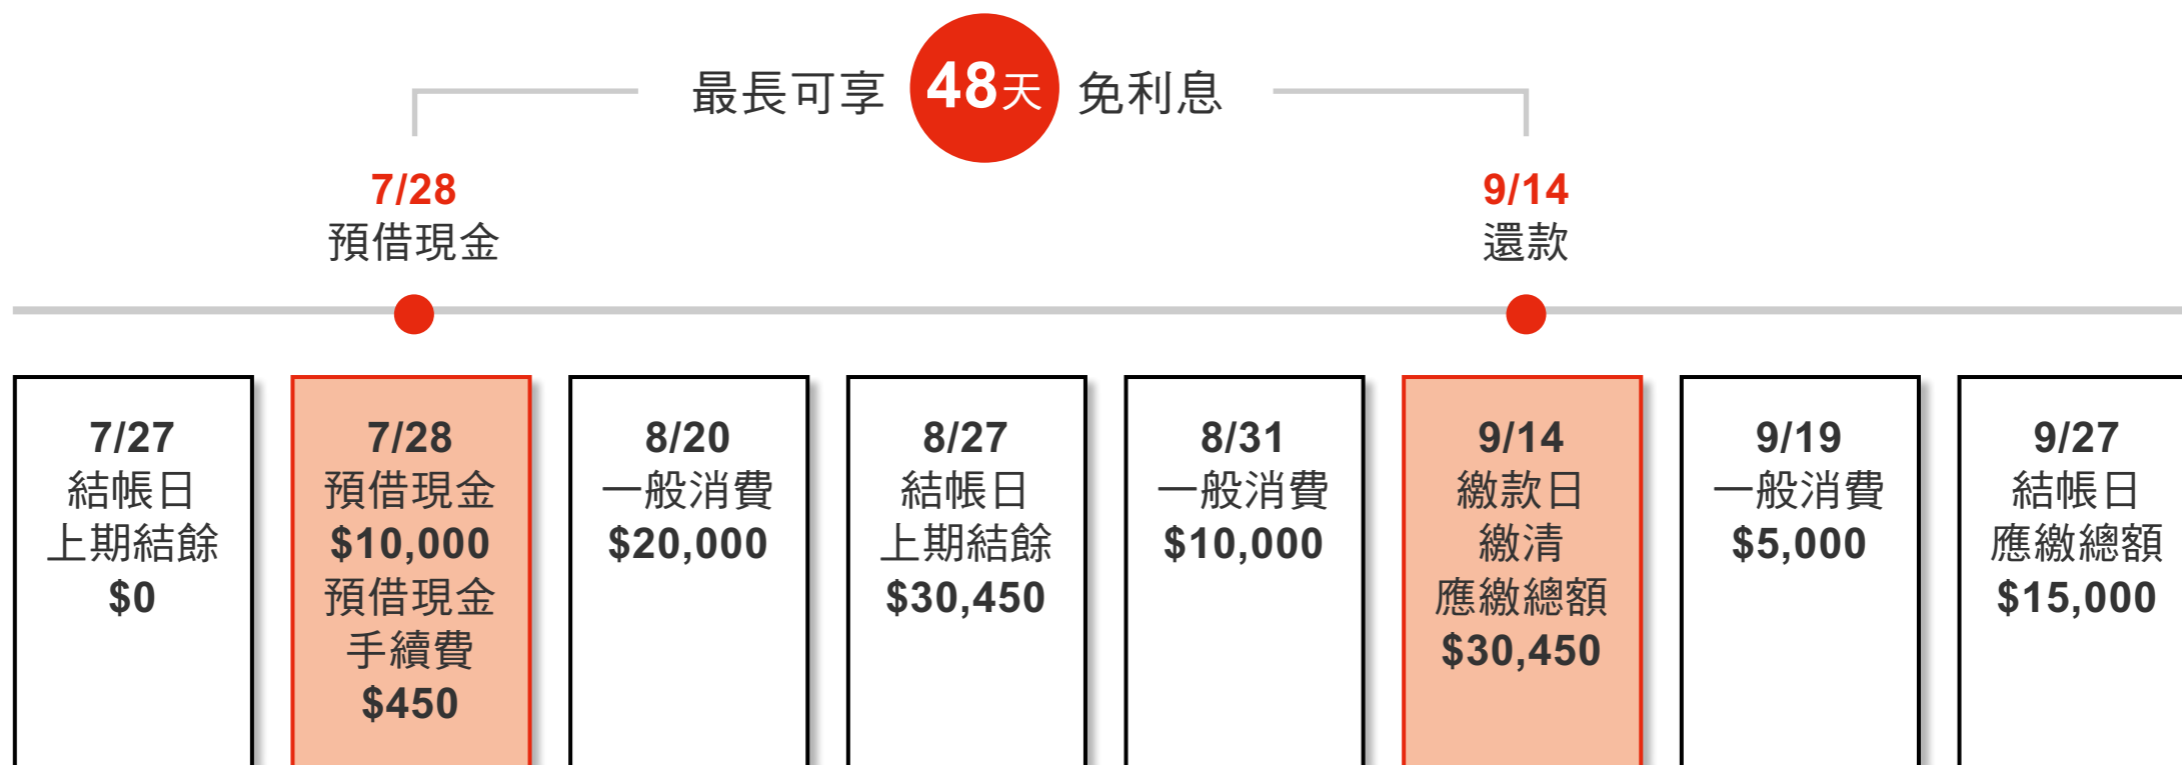 最長可享 48天 免利息
7/28
預借現金
9/14
還款
7/27
結帳日
上期結餘
$0
7/28
預借現金
$10,000
預借現金
手續費
$450
8/20
一般消費
$20,000
8/27
結帳日
上期結餘
$30,450
8/31
一般消費
$10,000
9/14
繳款日
繳清
應繳總額
$30,450
9/19
一般消費
$5,000
9/27
結帳日
應繳總額
$15,000